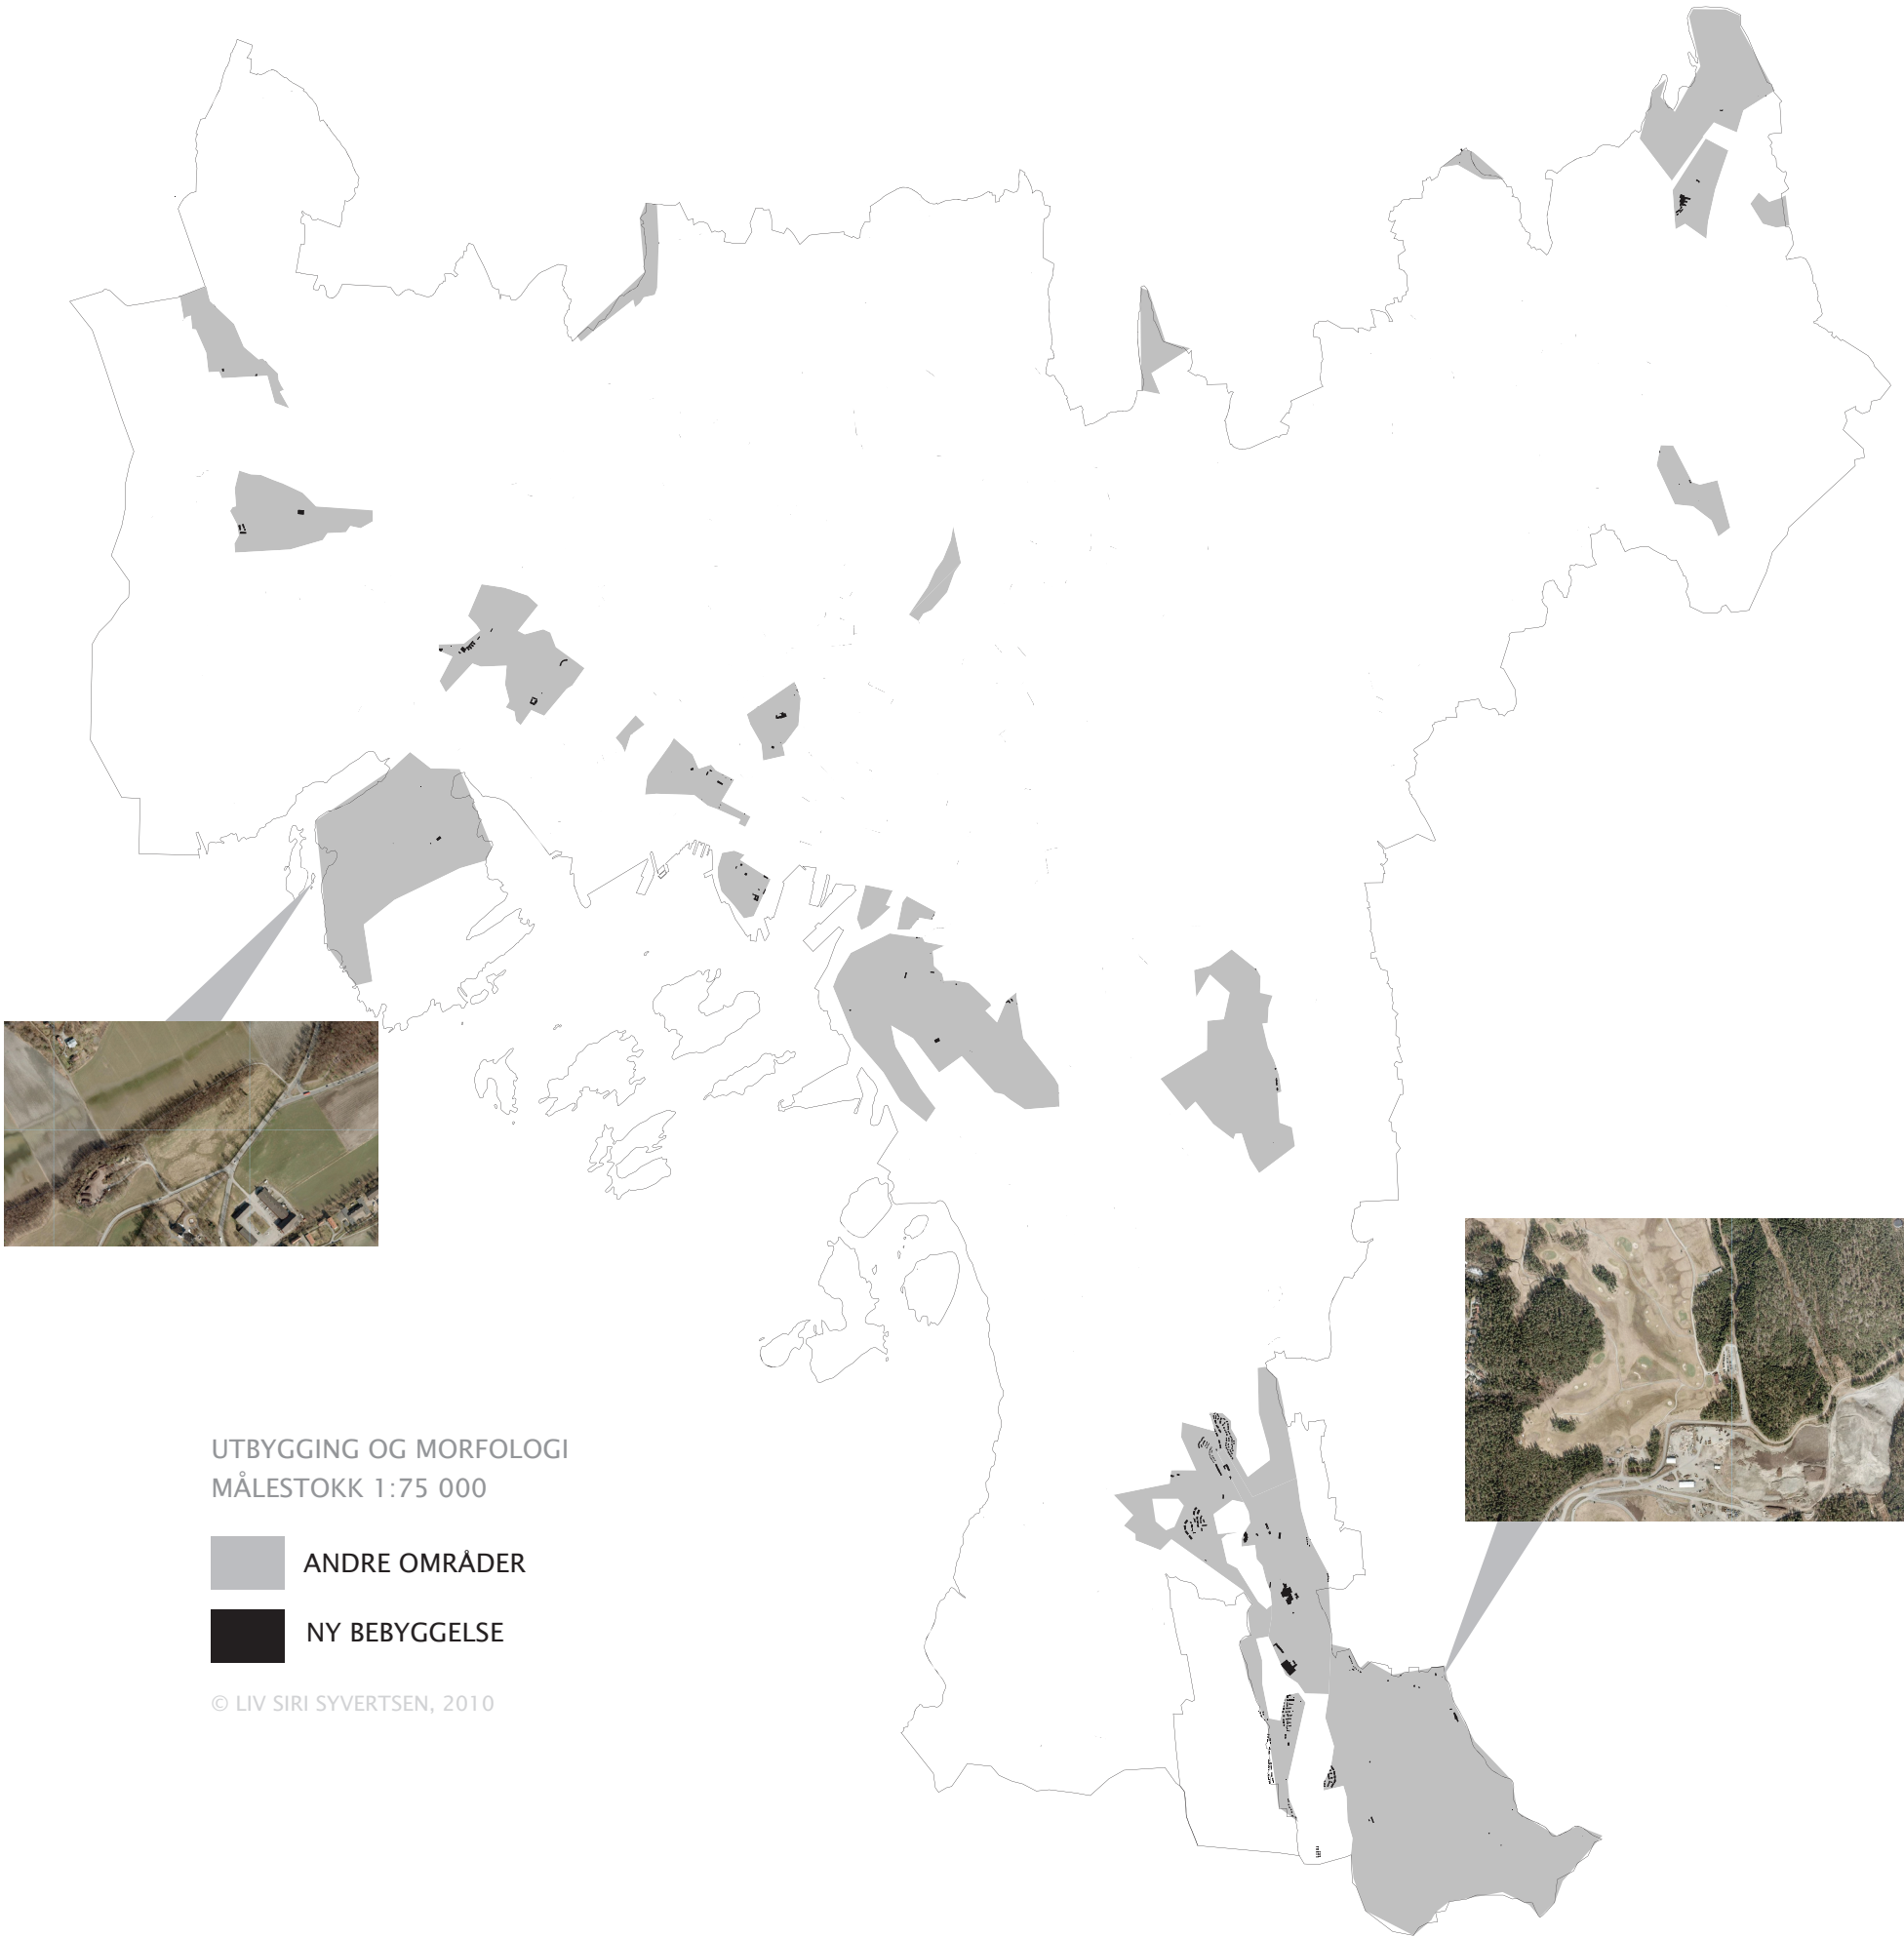 UTBYGGING OG MORFOLOGI
MÅLESTOKK 1:75 000
ANDRE OMRÅDER
NY BEBYGGELSE
© LIV SIRI SYVERTSEN, 2010